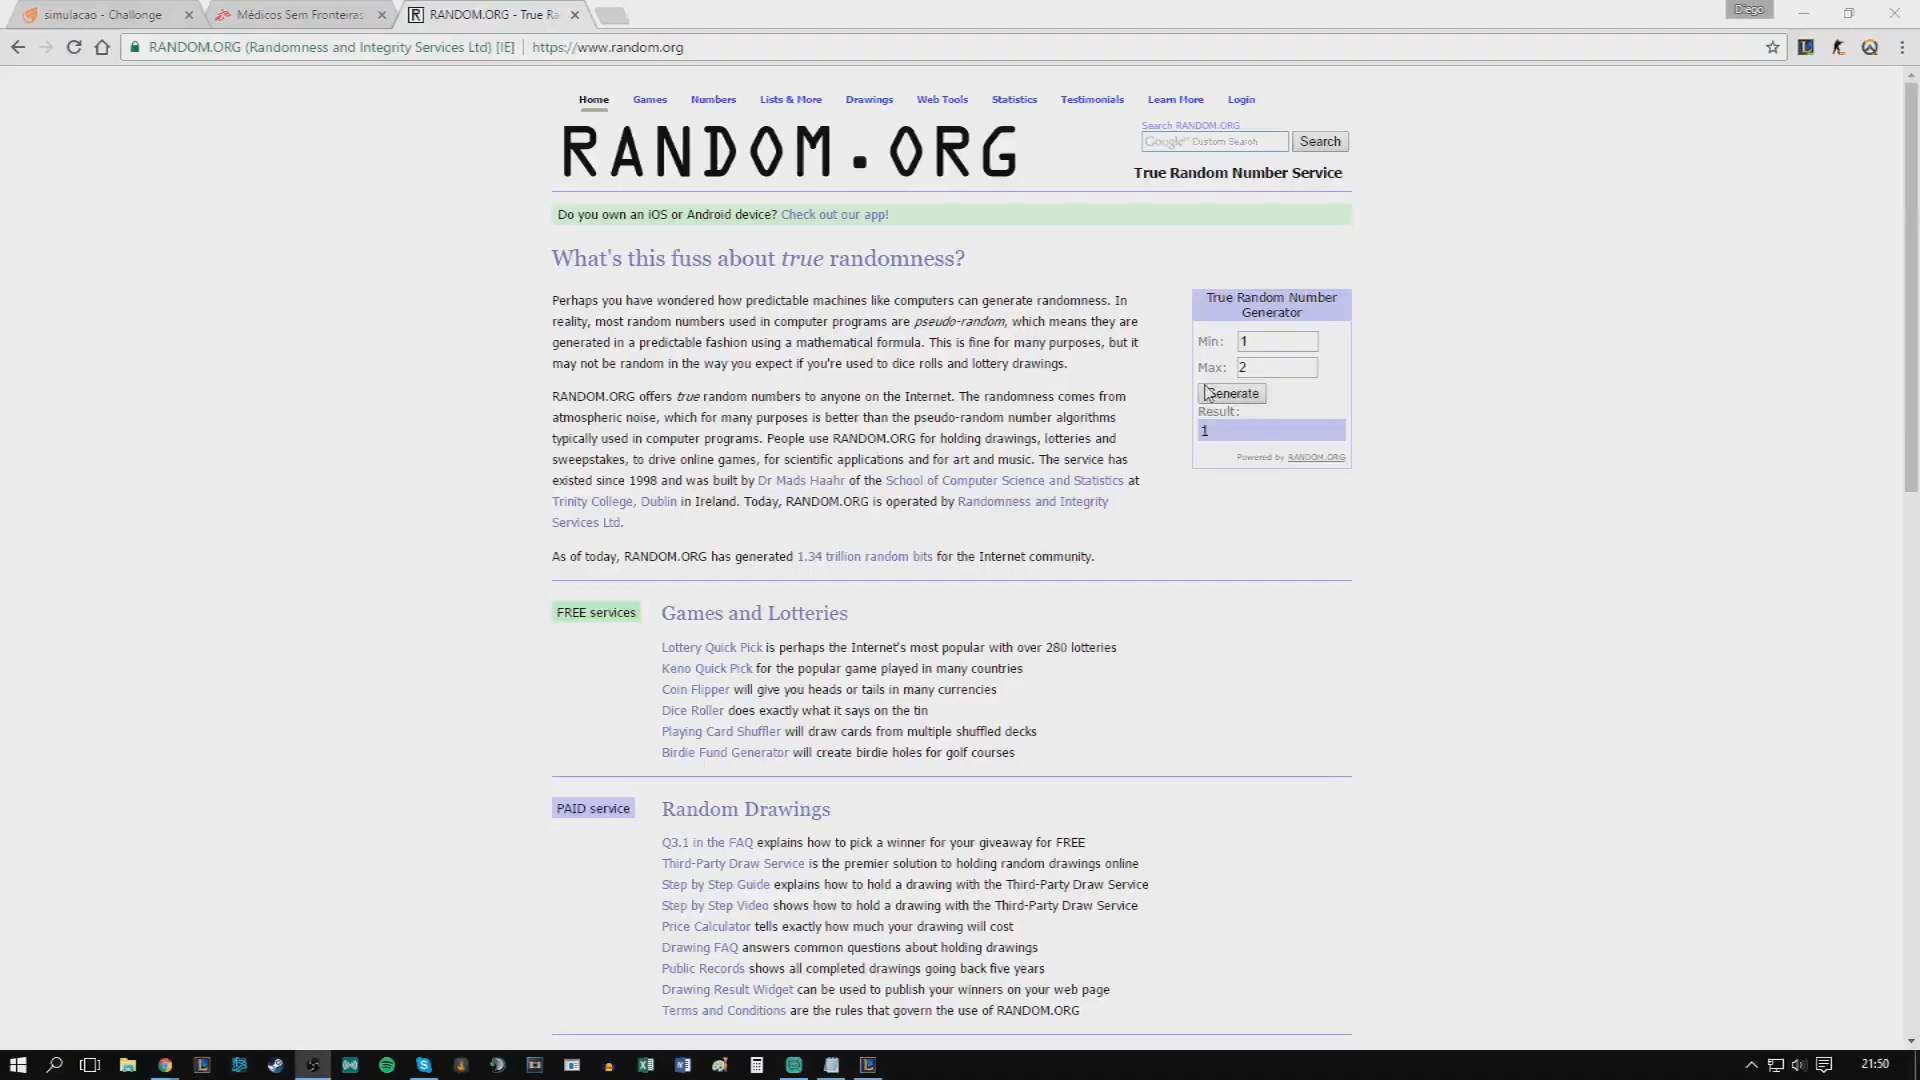 simulacao - Challonge
Médicos Sem Fronteiras
RANDOM.ORG - True Ra
Diego
RANDOM.ORG (Randomness and Integrity Services Ltd) [IE]
https://www.random.org
Home
Games
Numbers
Lists & More
Drawings
Web Tools
Statistics
Testimonials
Learn More
Login
RANDOM.ORG
Search RANDOM.ORG
Google™ Custom Search
Search
True Random Number Service
Do you own an iOS or Android device? Check out our app!
What's this fuss about true randomness?
Perhaps you have wondered how predictable machines like computers can generate randomness. In
reality, most random numbers used in computer programs are pseudo-random, which means they are
generated in a predictable fashion using a mathematical formula. This is fine for many purposes, but it
may not be random in the way you expect if you're used to dice rolls and lottery drawings.
RANDOM.ORG offers true random numbers to anyone on the Internet. The randomness comes from
atmospheric noise, which for many purposes is better than the pseudo-random number algorithms
typically used in computer programs. People use RANDOM.ORG for holding drawings, lotteries and
sweepstakes, to drive online games, for scientific applications and for art and music. The service has
existed since 1998 and was built by Dr Mads Haahr of the School of Computer Science and Statistics at
Trinity College, Dublin in Ireland. Today, RANDOM.ORG is operated by Randomness and Integrity
Services Ltd.
As of today, RANDOM.ORG has generated 1.34 trillion random bits for the Internet community.
True Random Number
Generator
Min: 1
Max: 2
Generate
Result:
1
Powered by RANDOM.ORG
FREE services
Games and Lotteries
Lottery Quick Pick is perhaps the Internet's most popular with over 280 lotteries
Keno Quick Pick for the popular game played in many countries
Coin Flipper will give you heads or tails in many currencies
Dice Roller does exactly what it says on the tin
Playing Card Shuffler will draw cards from multiple shuffled decks
Birdie Fund Generator will create birdie holes for golf courses
PAID service
Random Drawings
Q3.1 in the FAQ explains how to pick a winner for your giveaway for FREE
Third-Party Draw Service is the premier solution to holding random drawings online
Step by Step Guide explains how to hold a drawing with the Third-Party Draw Service
Step by Step Video shows how to hold a drawing with the Third-Party Draw Service
Price Calculator tells exactly how much your drawing will cost
Drawing FAQ answers common questions about holding drawings
Public Records shows all completed drawings going back five years
Drawing Result Widget can be used to publish your winners on your web page
Terms and Conditions are the rules that govern the use of RANDOM.ORG
21:50